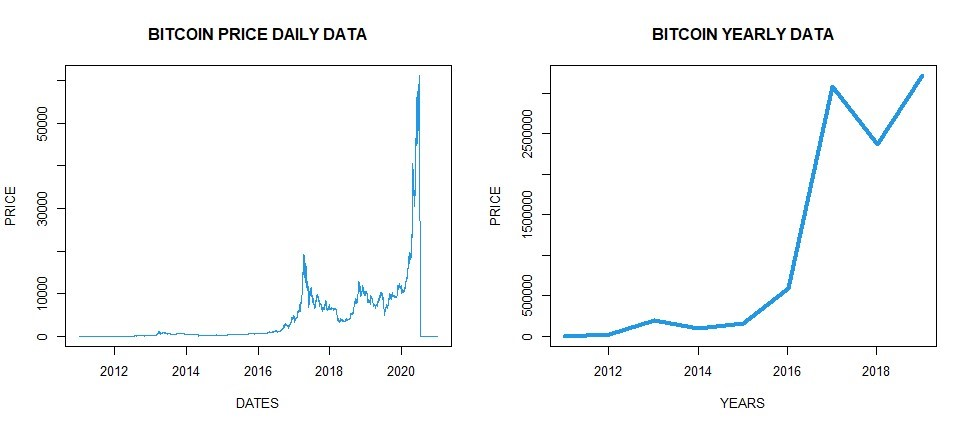 BITCOIN PRICE DAILY DATA
PRICE
50000
30000
10000
0
2012 2014 2016 2018 2020
DATES
BITCOIN YEARLY DATA
PRICE
2500000
1500000
500000
0
2012 2014 2016 2018
YEARS